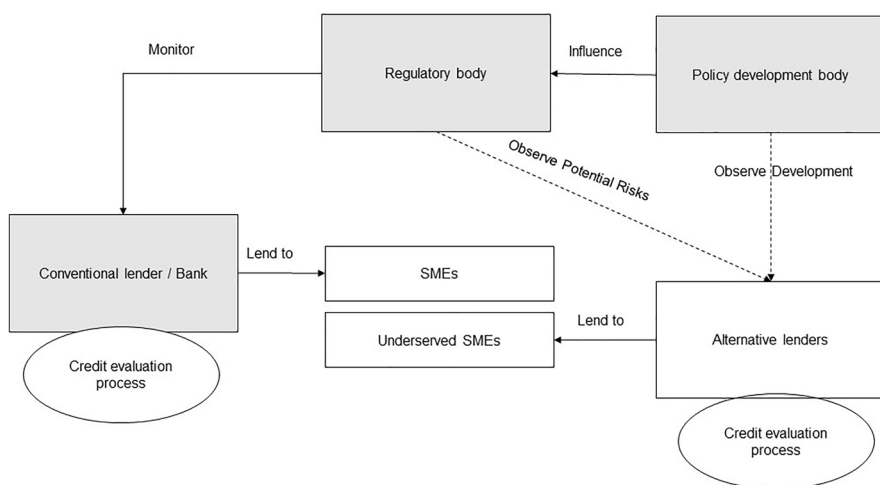 Monitor
Regulatory body
Influence
Policy development body
Observe Potential Risks
Observe Development
Conventional lender / Bank
Lend to
SMEs
Underserved SMEs
Lend to
Alternative lenders
Credit evaluation
process
Credit evaluation
process